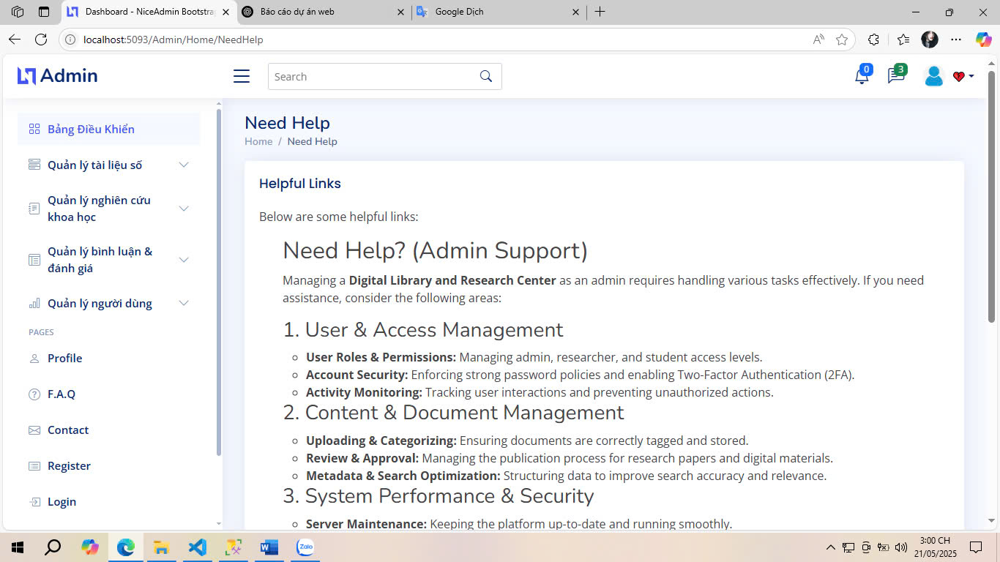 Dashboard - NiceAdmin Bootstra
Báo cáo dự án web
Google Dịch
localhost:5093/Admin/Home/NeedHelp
Admin
Search
0
3
Bảng Điều Khiển
Quản lý tài liệu số
Quản lý nghiên cứu
khoa học
Quản lý bình luận &
đánh giá
Quản lý người dùng
PAGES
Profile
F.A.Q
Contact
Register
Login
Need Help
Home / Need Help
Helpful Links
Below are some helpful links:
Need Help? (Admin Support)
Managing a Digital Library and Research Center as an admin requires handling various tasks effectively. If you need
assistance, consider the following areas:
1. User & Access Management
User Roles & Permissions: Managing admin, researcher, and student access levels.
Account Security: Enforcing strong password policies and enabling Two-Factor Authentication (2FA).
Activity Monitoring: Tracking user interactions and preventing unauthorized actions.
2. Content & Document Management
Uploading & Categorizing: Ensuring documents are correctly tagged and stored.
Review & Approval: Managing the publication process for research papers and digital materials.
Metadata & Search Optimization: Structuring data to improve search accuracy and relevance.
3. System Performance & Security
Server Maintenance: Keeping the platform up-to-date and running smoothly.
Zalo
3:00 CH
21/05/2025